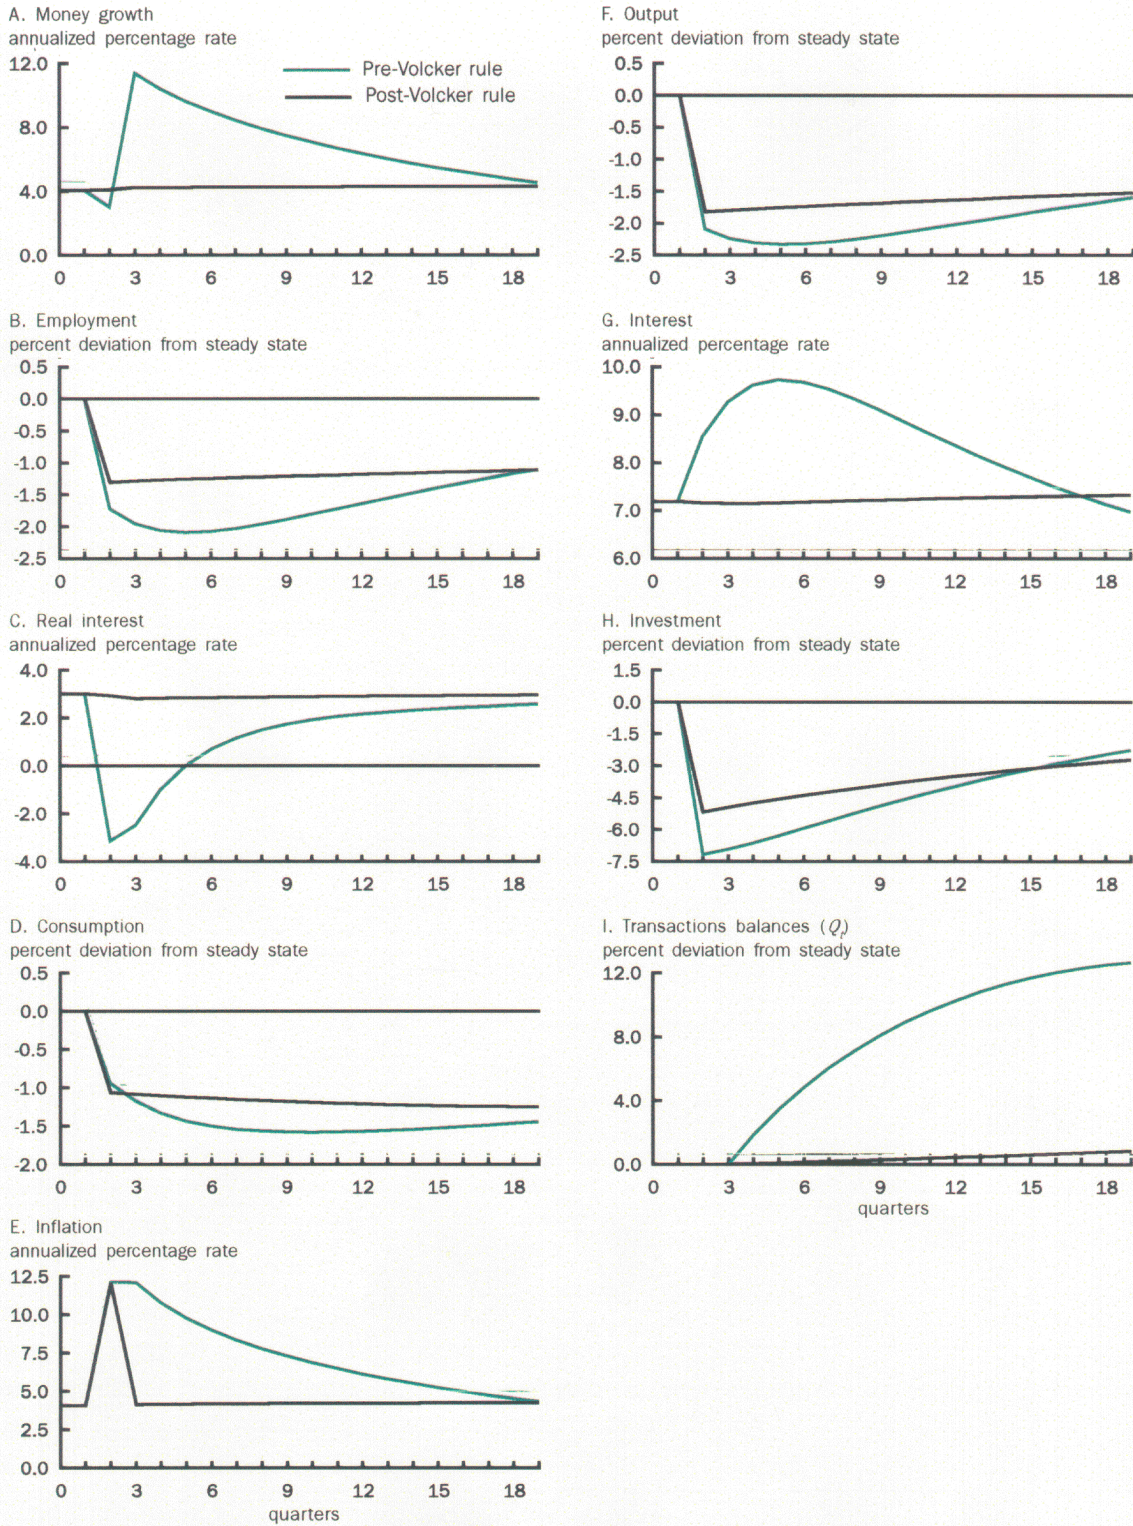 A. Money growth
annualized percentage rate
12.0
8.0
4.0
0.0
Pre-Volcker rule
Post-Volcker rule
0 3 6 9 12 15 18
B. Employment
percent deviation from steady state
0.5
0.0
-0.5
-1.0
-1.5
-2.0
-2.5
0 3 6 9 12 15 18
C. Real interest
annualized percentage rate
4.0
2.0
0.0
-2.0
-4.0
0 3 6 9 12 15 18
D. Consumption
percent deviation from steady state
0.5
0.0
-0.5
-1.0
-1.5
-2.0
0 3 6 9 12 15 18
E. Inflation
annualized percentage rate
12.5
10.0
7.5
5.0
2.5
0.0
0 3 6 9 12 15 18
quarters
F. Output
percent deviation from steady state
0.5
0.0
-0.5
-1.0
-1.5
-2.0
-2.5
0 3 6 9 12 15 18
G. Interest
annualized percentage rate
10.0
9.0
8.0
7.0
6.0
0 3 6 9 12 15 18
H. Investment
percent deviation from steady state
1.5
0.0
-1.5
-3.0
-4.5
-6.0
-7.5
0 3 6 9 12 15 18
I. Transactions balances (Qt)
percent deviation from steady state
12.0
8.0
4.0
0.0
0 3 6 9 12 15 18
quarters